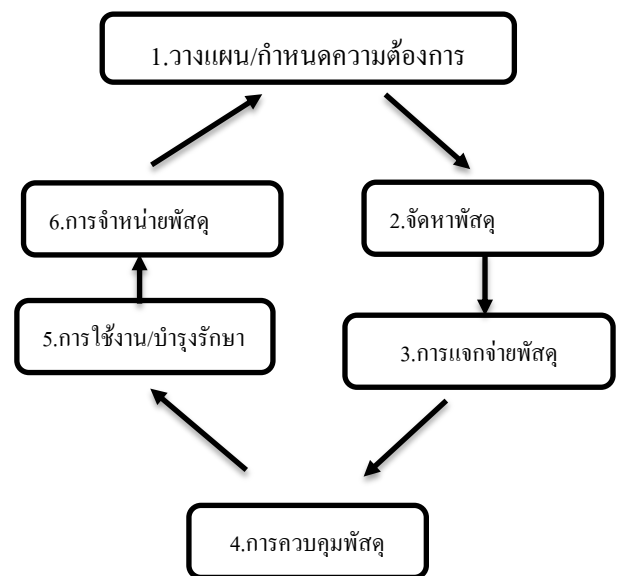 1.วางแผน/กำหนดความต้องการ
2.จัดหาพัสดุ
3.การแจกจ่ายพัสดุ
4.การควบคุมพัสดุ
5.การใช้งาน/บำรุงรักษา
6.การจำหน่ายพัสดุ